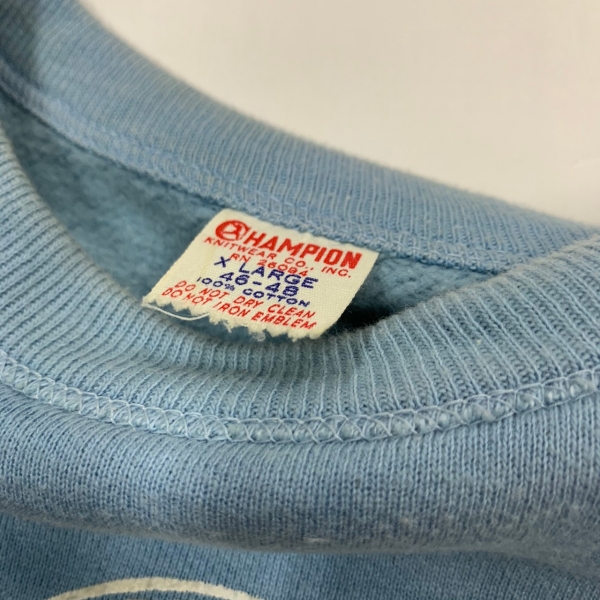 CHAMPION
KNITWEAR CO., INC.
RN 26094
X LARGE
46-48
100% COTTON
DO NOT DRY CLEAN
DO NOT IRON EMBLEM